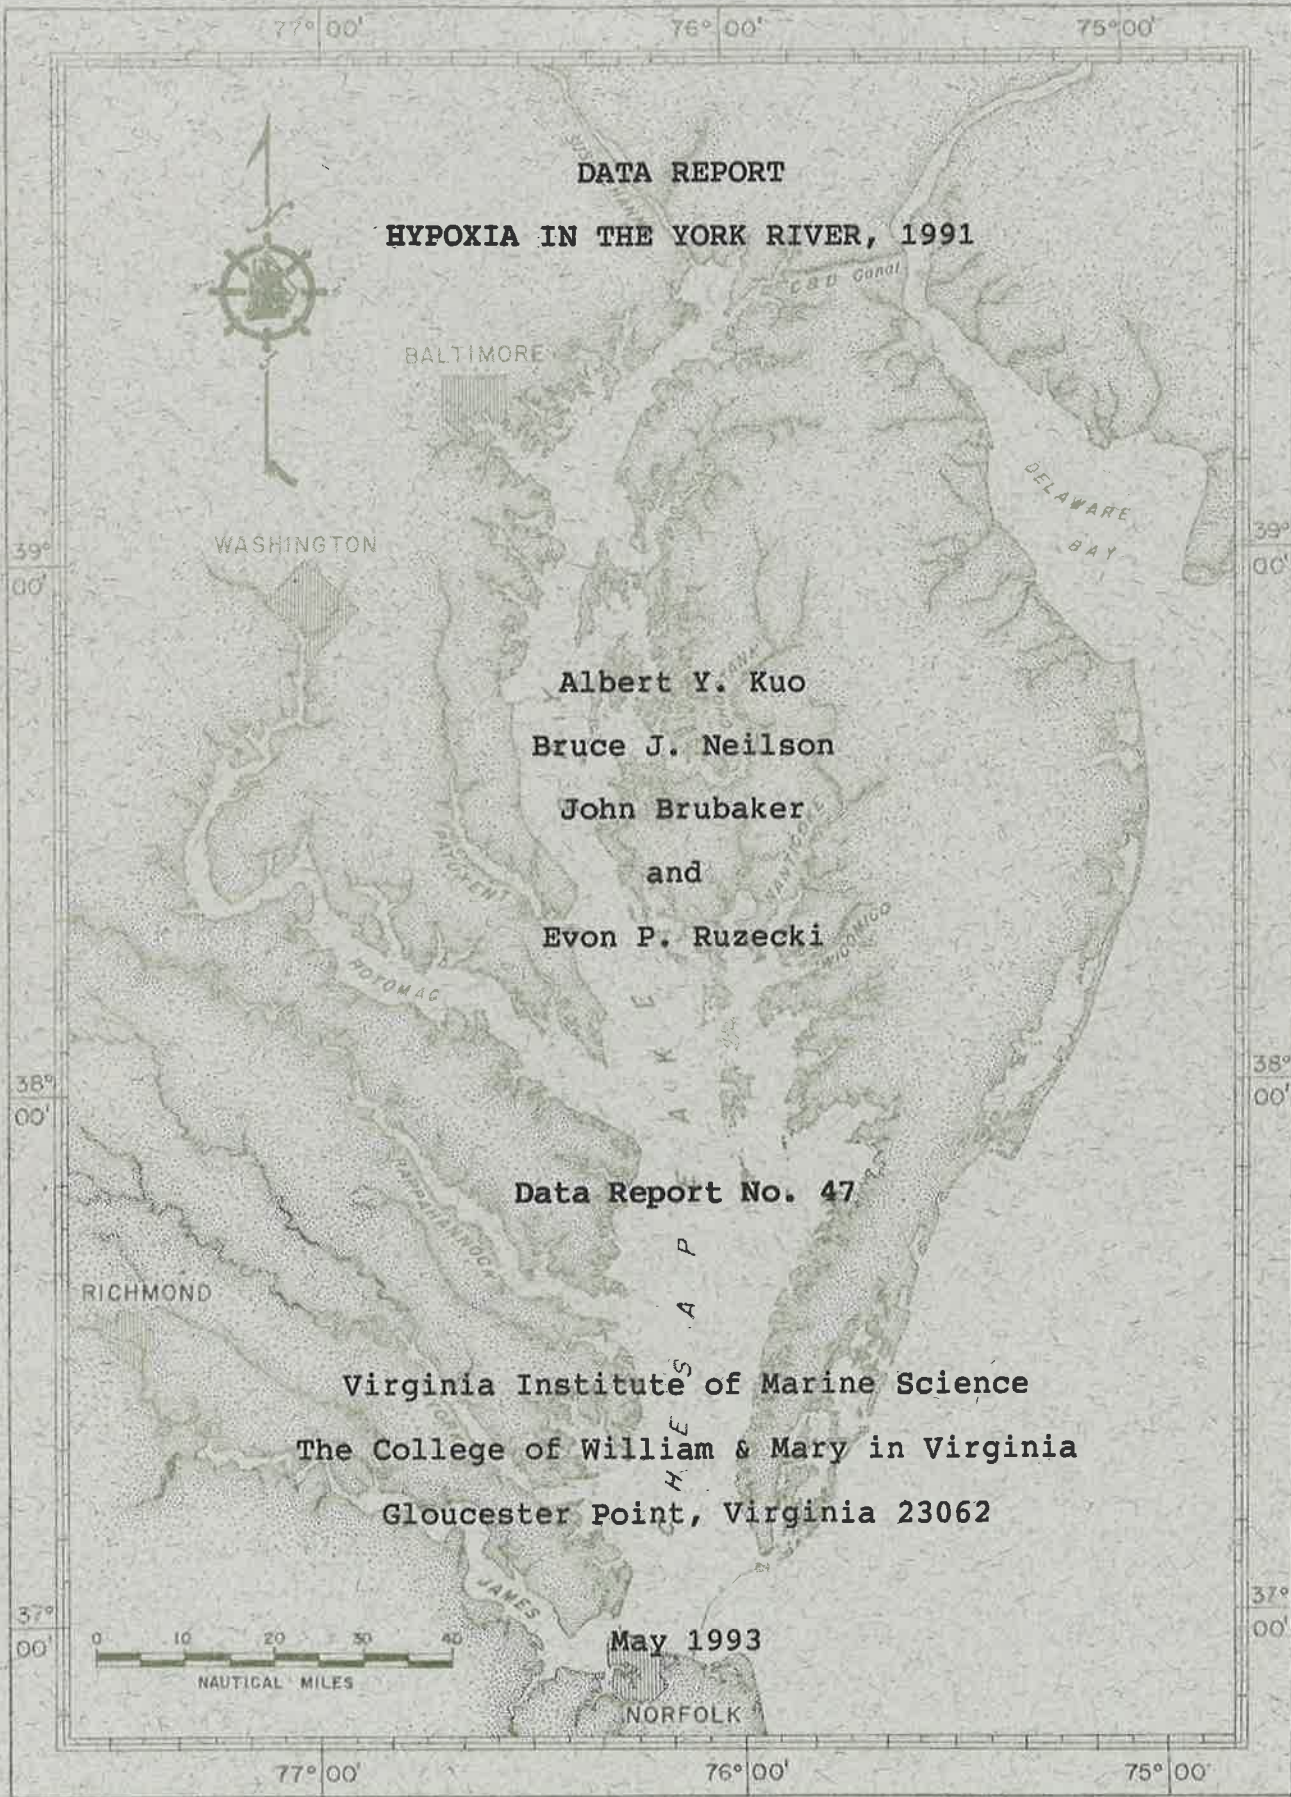 77° 00' 76° 00' 75° 00'
DATA REPORT
HYPOXIA IN THE YORK RIVER, 1991
C & D Canal
BALTIMORE
DELAWARE
BAY
WASHINGTON
39°
00'
39°
00'
Albert Y. Kuo
Bruce J. Neilson
John Brubaker
and
Evon P. Ruzecki
PATUXENT
NANTICOKE
WICOMICO
POTOMAC
38°
00'
38°
00'
Data Report No. 47
RAPPAHANNOCK
CHESAPEAKE
RICHMOND
Virginia Institute of Marine Science
The College of William & Mary in Virginia
Gloucester Point, Virginia 23062
JAMES
37°
00'
37°
00'
May 1993
0 10 20 30 40
NAUTICAL MILES
NORFOLK
77° 00' 76° 00' 75° 00'